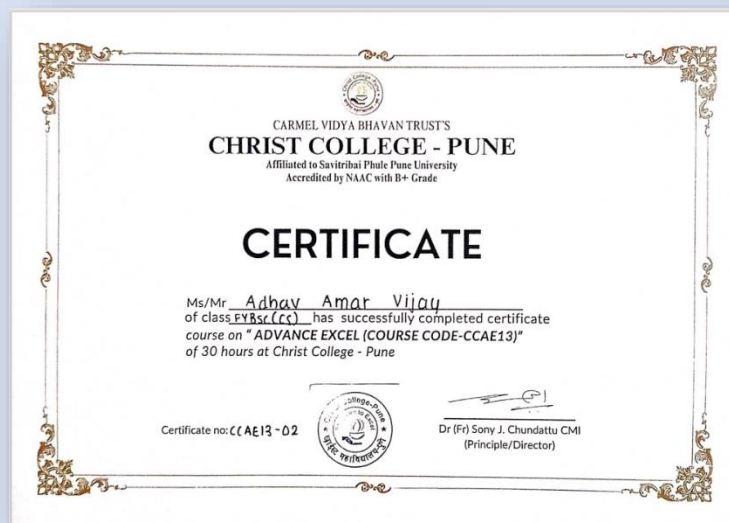 CARMEL VIDYA BHAVAN TRUST'S
CHRIST COLLEGE - PUNE
Affiliated to Savitribai Phule Pune University
Accredited by NAAC with B+ Grade
CERTIFICATE
Ms/Mr Adhav Amar Vijay
of class FYBSc(CS) has successfully completed certificate
course on " ADVANCE EXCEL (COURSE CODE-CCAE13)"
of 30 hours at Christ College - Pune
Certificate no: CCAE13-02
Dr (Fr) Sony J. Chundattu CMI
(Principle/Director)